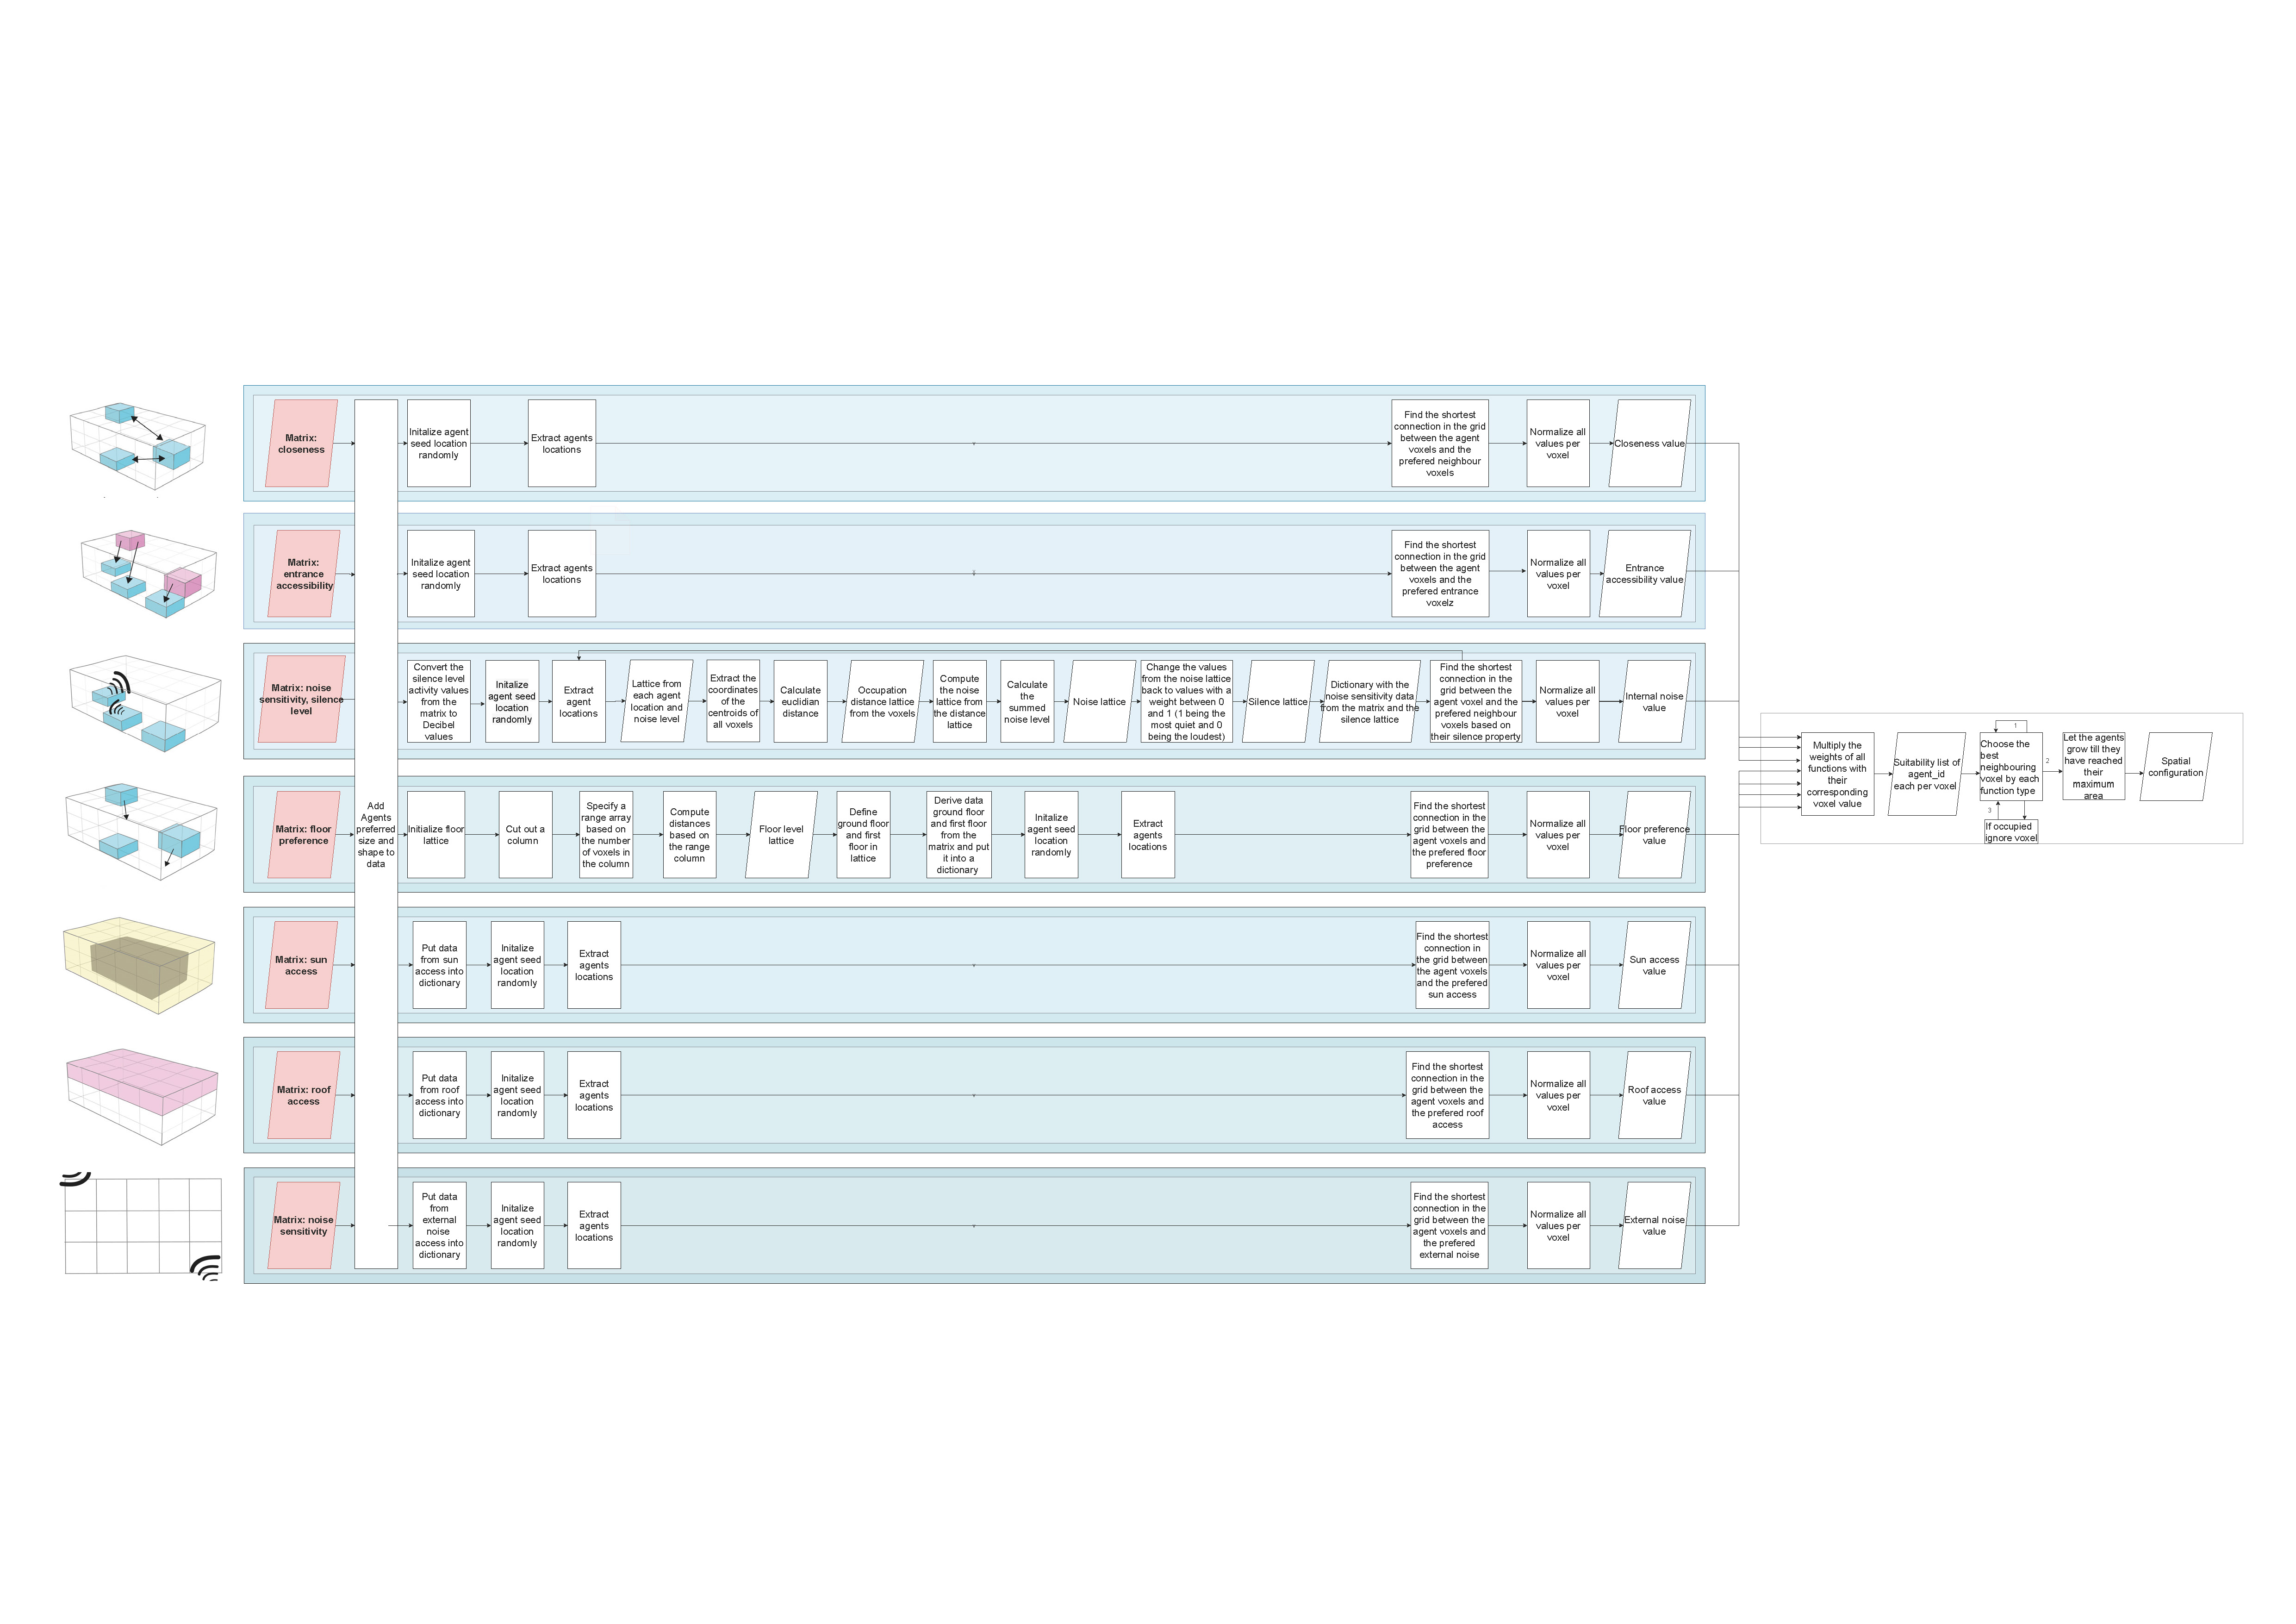 Matrix:
closeness
Initalize agent
seed location
randomly
Extract agents
locations
Find the shortest
connection in the grid
between the agent
voxels and the
prefered neighbour
voxels
Normalize all
values per
voxel
Closeness value
Matrix:
entrance
accessibility
Initalize agent
seed location
randomly
Extract agents
locations
Find the shortest
connection in the grid
between the agent
voxels and the
prefered entrance
voxelz
Normalize all
values per
voxel
Entrance
accessibility value
Matrix: noise
sensitivity, silence
level
Convert the
silence level
activity values
from the
matrix to
Decibel
values
Initalize
agent seed
location
randomly
Extract
agent
locations
Lattice from
each agent
location and
noise level
Extract the
coordinates
of the
centroids of
all voxels
Calculate
euclidian
distance
Occupation
distance lattice
from the voxels
Compute
the noise
lattice from
the distance
lattice
Calculate
the
summed
noise level
Noise lattice
Change the values
from the noise lattice
back to values with a
weight between 0
and 1 (1 being the
most quiet and 0
being the loudest)
Silence lattice
Dictionary with the
noise sensitivity data
from the matrix and the
silence lattice
Find the shortest
connection in the
grid between the
agent voxel and the
prefered neighbour
voxels based on
their silence property
Normalize all
values per
voxel
Internal noise
value
Add
Agents
preferred
size and
shape to
data
Matrix: floor
preference
Initialize floor
lattice
Cut out a
column
Specify a
range array
based on
the number
of voxels in
the column
Compute
distances
based on
the range
column
Floor level
lattice
Define
ground floor
and first
floor in
lattice
Derive data
ground floor
and first floor
from the
matrix and put
it into a
dictionary
Initalize
agent seed
location
randomly
Extract
agents
locations
Find the shortest
connection in the
grid between the
agent voxels and
the prefered floor
preference
Normalize all
values per
voxel
Floor preference
value
Matrix: sun
access
Put data
from sun
access into
dictionary
Initalize
agent seed
location
randomly
Extract
agents
locations
Find the shortest
connection in
the grid between
the agent voxels
and the prefered
sun access
Normalize all
values per
voxel
Sun access
value
Matrix: roof
access
Put data
from roof
access into
dictionary
Initalize
agent seed
location
randomly
Extract
agents
locations
Find the shortest
connection in the
grid between the
agent voxels and
the prefered roof
access
Normalize all
values per
voxel
Roof access
value
Matrix: noise
sensitivity
Put data
from
external
noise
access into
dictionary
Initalize
agent seed
location
randomly
Extract
agents
locations
Find the shortest
connection in the
grid between the
agent voxels and
the prefered
external noise
Normalize all
values per
voxel
External noise
value
Multiply the
weights of all
functions with
their
corresponding
voxel value
Suitability list of
agent_id
each per voxel
1
Choose the
best
neighbouring
voxel by each
function type
2
3
If occupied
ignore voxel
Let the agents
grow till they
have reached
their
maximum
area
Spatial
configuration